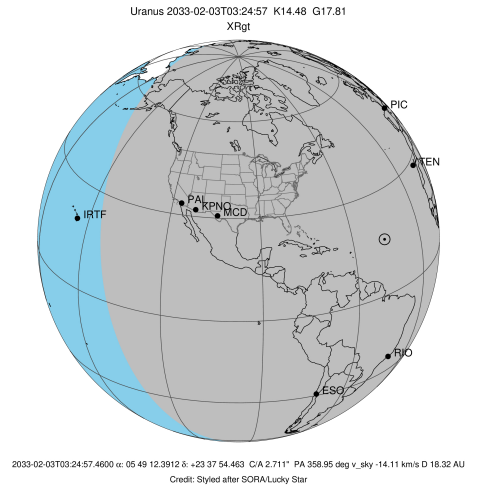 Uranus 2033-02-03T03:24:57 K14.48 G17.81
XRgt
PIC
TEN
PAL
KPNO
MCD
IRTF
RIO
ESO
2033-02-03T03:24:57.4600 α: 05 49 12.3912 δ: +23 37 54.463 C/A 2.711" PA 358.95 deg v_sky -14.11 km/s D 18.32 AU
Credit: Styled after SORA/Lucky Star